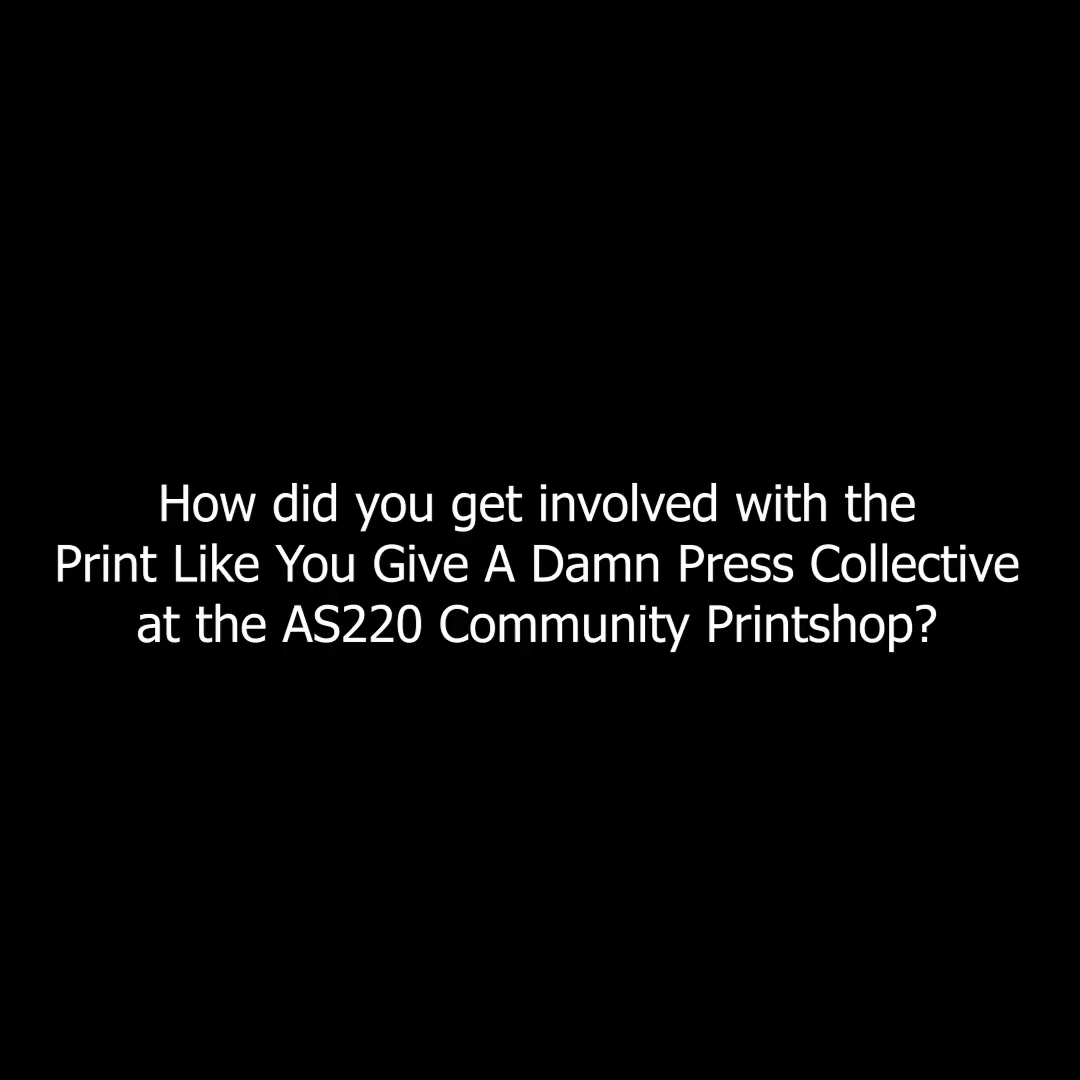 How did you get involved with the
Print Like You Give A Damn Press Collective
at the AS220 Community Printshop?